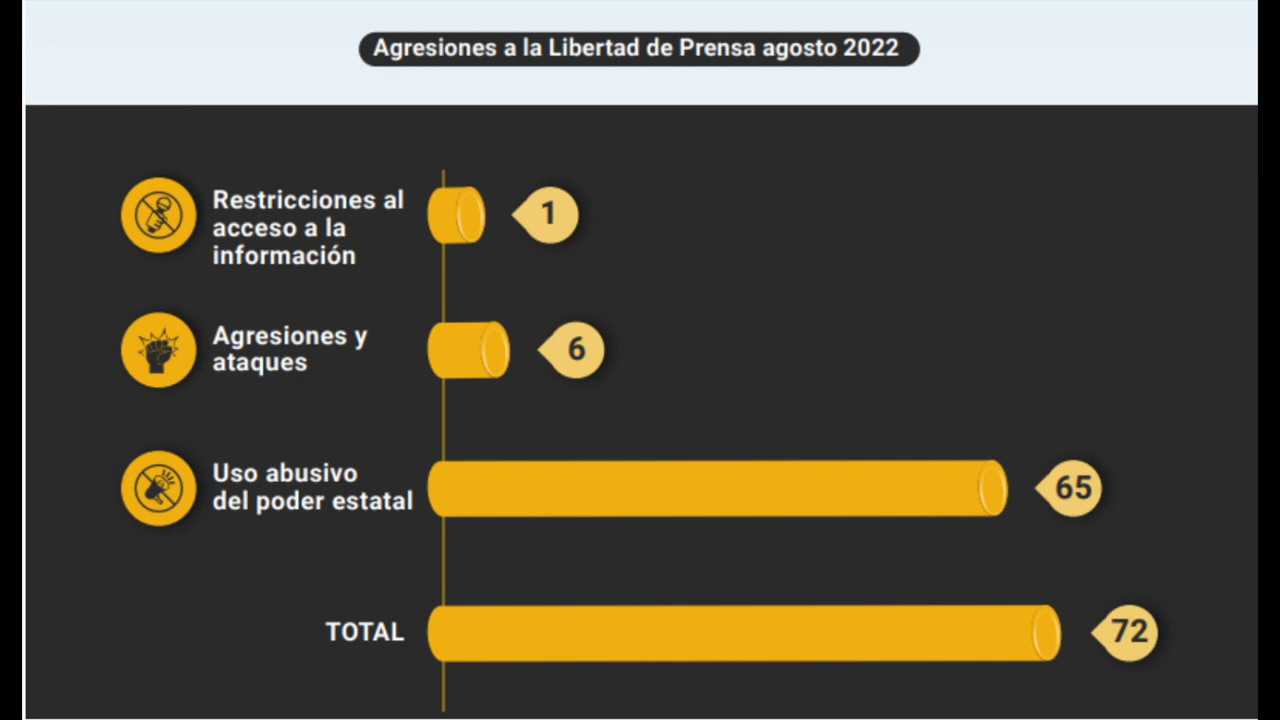 Agresiones a la Libertad de Prensa agosto 2022
Restricciones al
acceso a la
información
1
Agresiones y
ataques
6
Uso abusivo
del poder estatal
65
TOTAL
72